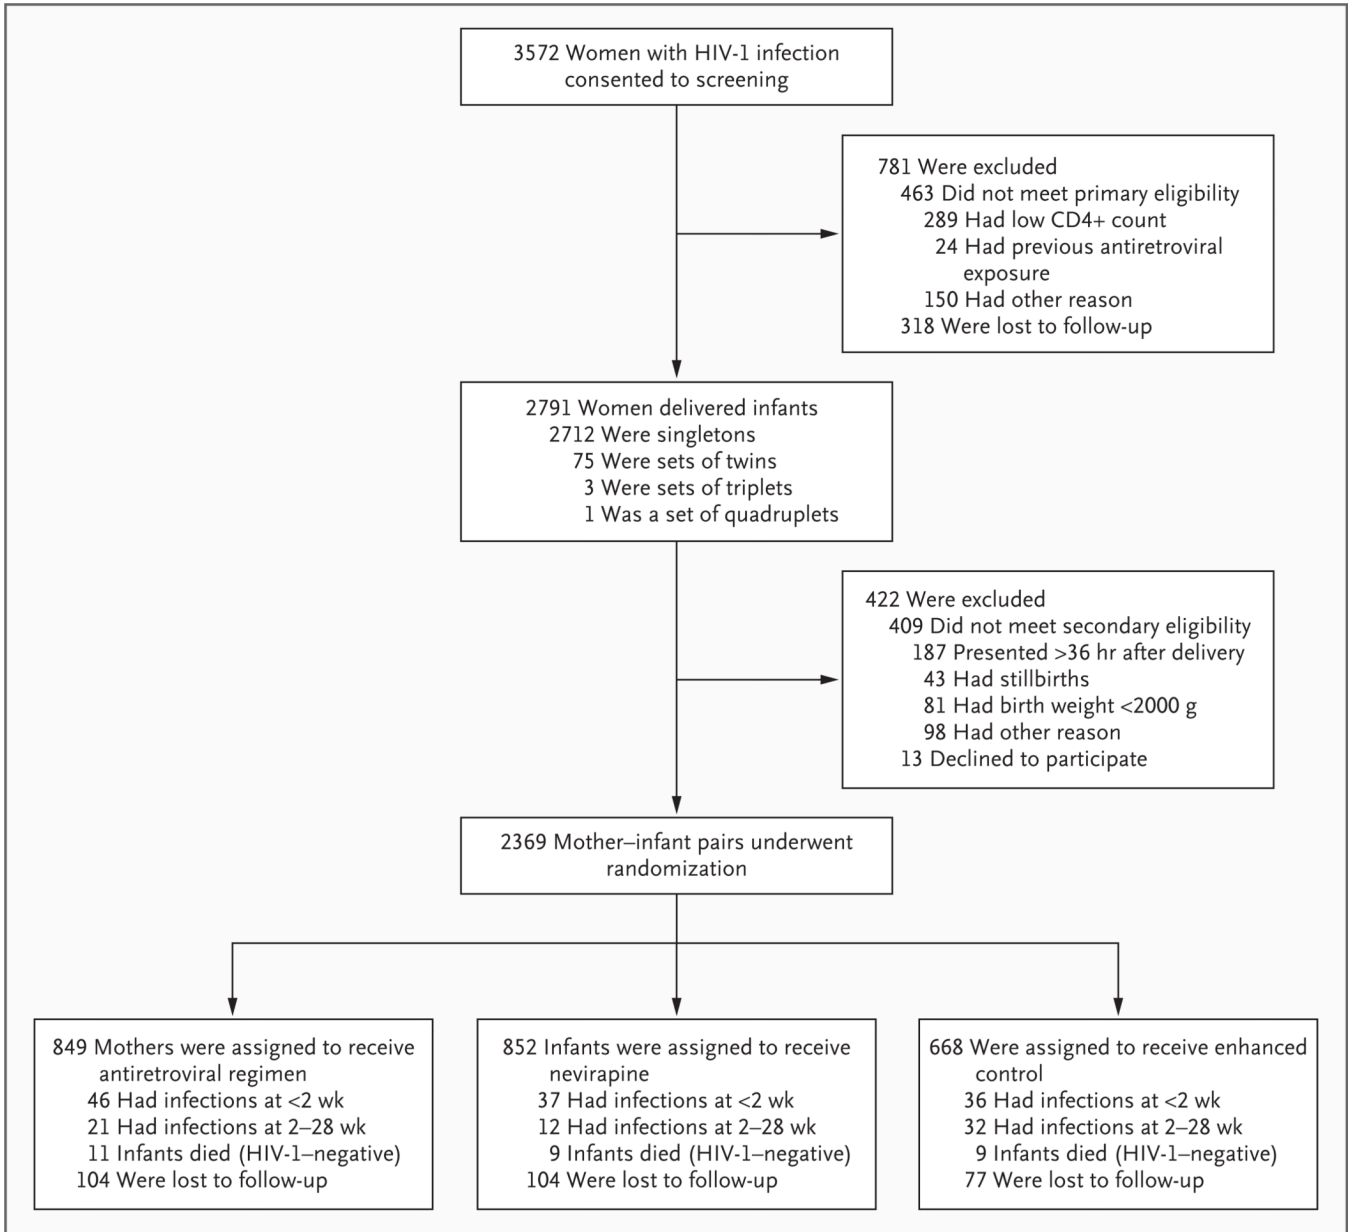 3572 Women with HIV-1 infection
consented to screening
781 Were excluded
463 Did not meet primary eligibility
289 Had low CD4+ count
24 Had previous antiretroviral
exposure
150 Had other reason
318 Were lost to follow-up
2791 Women delivered infants
2712 Were singletons
75 Were sets of twins
3 Were sets of triplets
1 Was a set of quadruplets
422 Were excluded
409 Did not meet secondary eligibility
187 Presented >36 hr after delivery
43 Had stillbirths
81 Had birth weight <2000 g
98 Had other reason
13 Declined to participate
2369 Mother–infant pairs underwent
randomization
849 Mothers were assigned to receive
antiretroviral regimen
46 Had infections at <2 wk
21 Had infections at 2–28 wk
11 Infants died (HIV-1–negative)
104 Were lost to follow-up
852 Infants were assigned to receive
nevirapine
37 Had infections at <2 wk
12 Had infections at 2–28 wk
9 Infants died (HIV-1–negative)
104 Were lost to follow-up
668 Were assigned to receive enhanced
control
36 Had infections at <2 wk
32 Had infections at 2–28 wk
9 Infants died (HIV-1–negative)
77 Were lost to follow-up